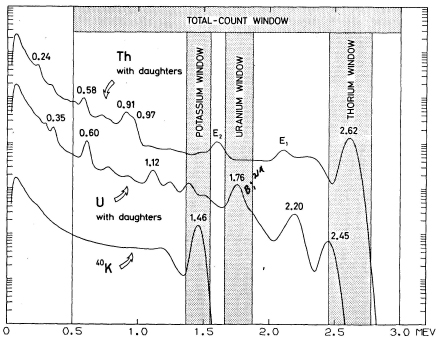 TOTAL-COUNT WINDOW
POTASSIUM WINDOW
URANIUM WINDOW
THORIUM WINDOW
Th
with daughters
0.24
0.58
0.91
0.97
E₂
E₁
2.62
0.35
0.60
1.12
1.76
Bi²¹⁴
2.20
2.45
U
with daughters
1.46
⁴⁰K
0 0.5 1.0 1.5 2.0 2.5 3.0 MEV